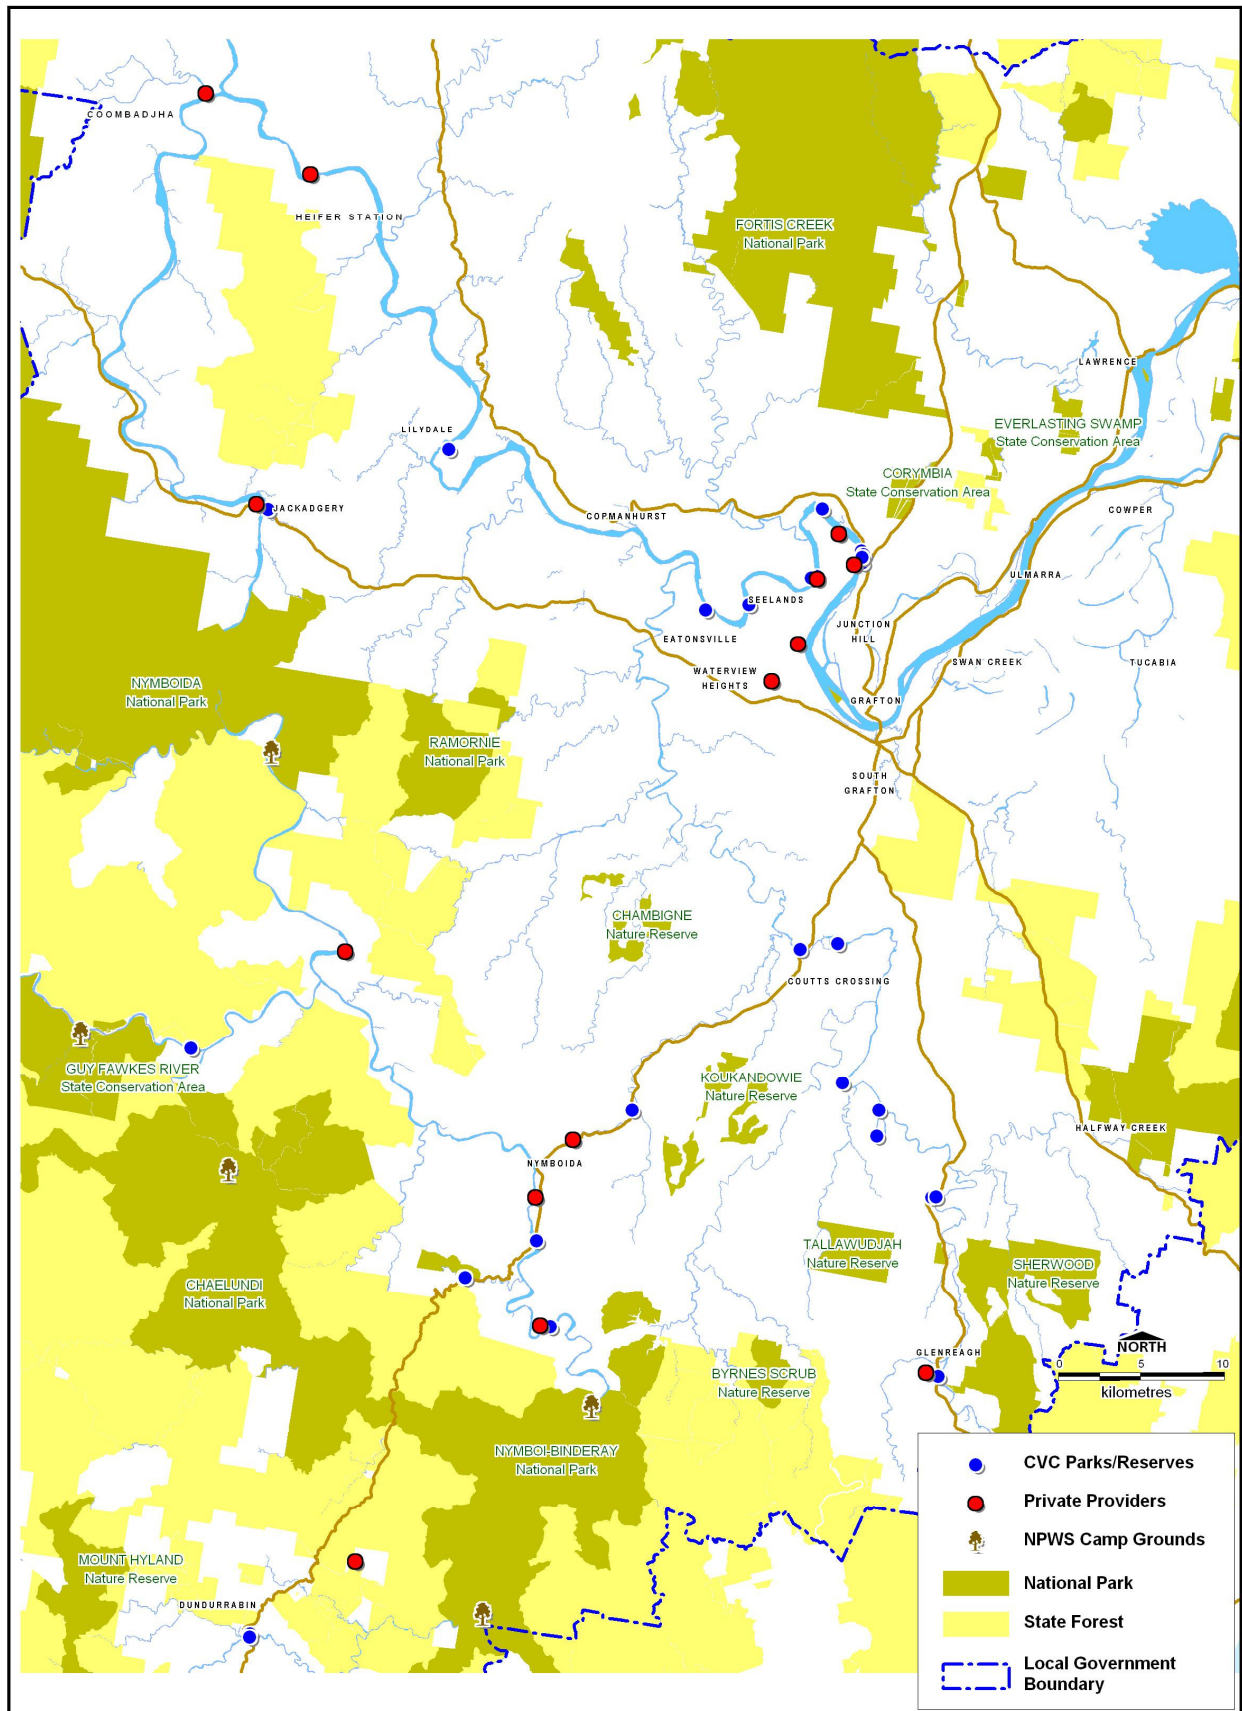 COOMBADJHA
HEIFER STATION
FORTIS CREEK
National Park
LAWRENCE
LILYDALE
EVERLASTING SWAMP
State Conservation Area
CORYMBIA
State Conservation Area
JACKADGERY
COPMANHURST
COWPER
ULMARRA
SEELANDS
EATONSVILLE
JUNCTION
HILL
SWAN CREEK
TUCABIA
WATERVIEW
HEIGHTS
NYMBOIDA
National Park
GRAFTON
RAMORNIE
National Park
SOUTH
GRAFTON
CHAMBIGNE
Nature Reserve
COUTTS CROSSING
GUY FAWKES RIVER
State Conservation Area
KOUKANDOWIE
Nature Reserve
HALFWAY CREEK
NYMBOIDA
TALLAWUDJAH
Nature Reserve
SHERWOOD
Nature Reserve
CHAELUNDI
National Park
NORTH
0 5 10
kilometres
GLENREAGH
BYRNES SCRUB
Nature Reserve
NYMBOI-BINDERAY
National Park
MOUNT HYLAND
Nature Reserve
DUNDURRABIN
CVC Parks/Reserves
Private Providers
NPWS Camp Grounds
National Park
State Forest
Local Government
Boundary